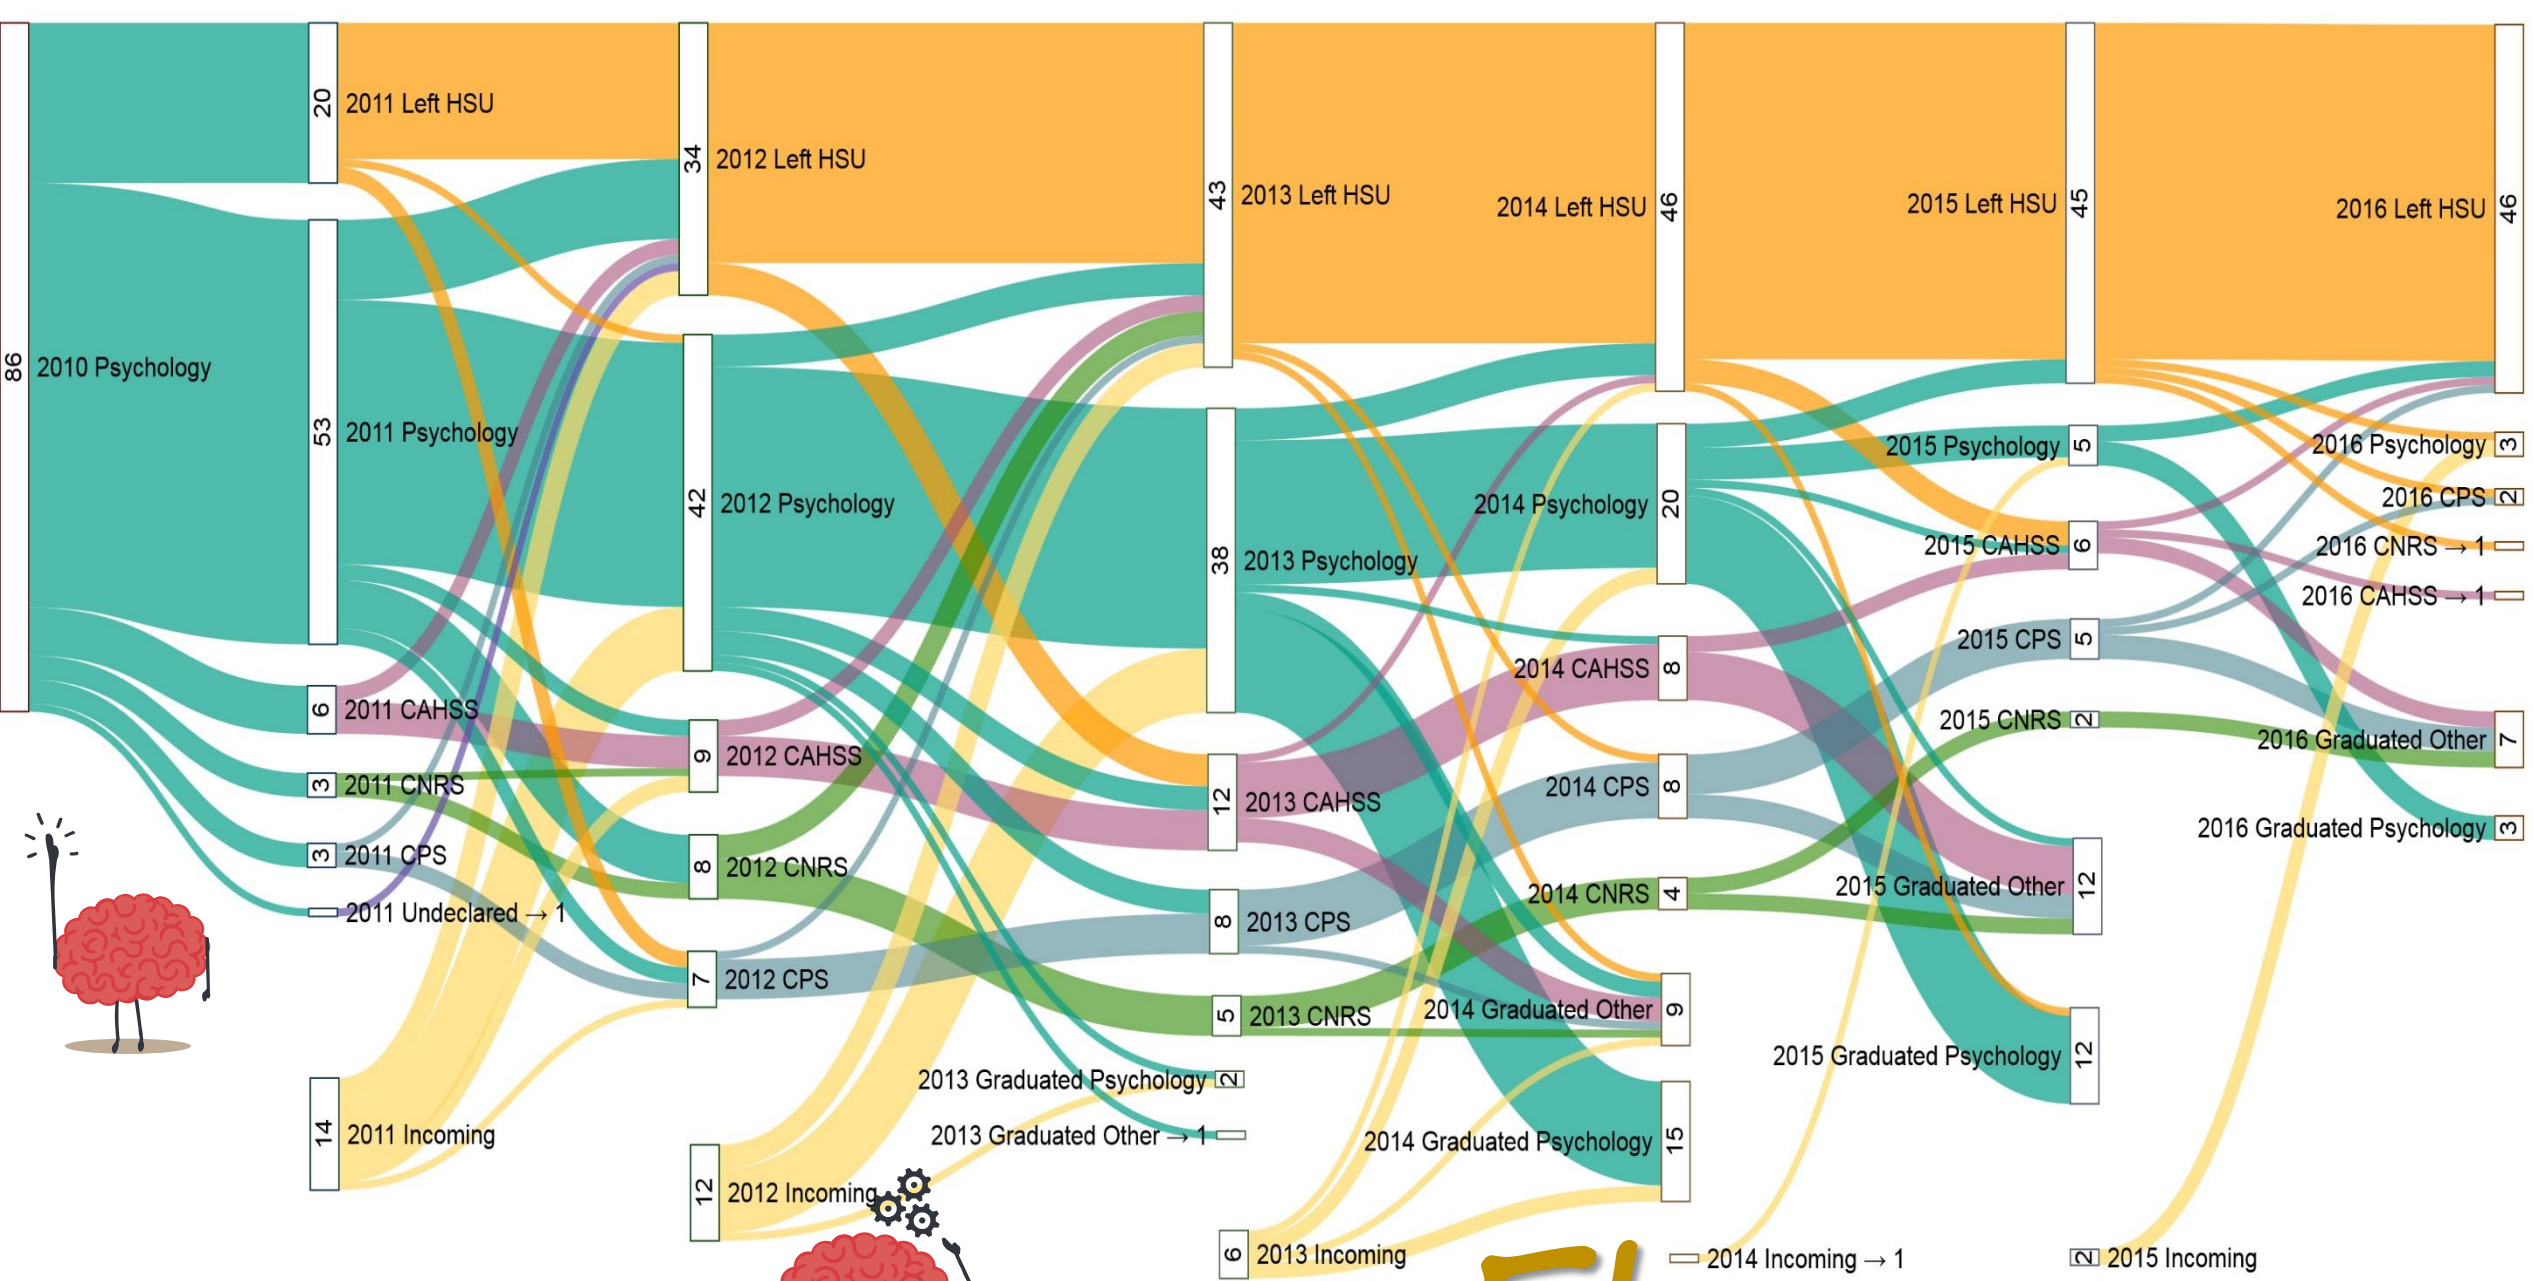 86
2010 Psychology
20
2011 Left HSU
53
2011 Psychology
6
2011 CAHSS
3
2011 CNRS
3
2011 CPS
2011 Undeclared → 1
14
2011 Incoming
34
2012 Left HSU
42
2012 Psychology
9
2012 CAHSS
8
2012 CNRS
7
2012 CPS
12
2012 Incoming
43
2013 Left HSU
38
2013 Psychology
12
2013 CAHSS
8
2013 CPS
5
2013 CNRS
2013 Graduated Psychology
2
2013 Graduated Other → 1
6
2013 Incoming
2014 Left HSU
46
2014 Psychology
20
2014 CAHSS
8
2014 CPS
8
2014 CNRS
4
2014 Graduated Other
9
2014 Graduated Psychology
15
2014 Incoming → 1
2015 Left HSU
45
2015 Psychology
5
2015 CAHSS
6
2015 CPS
5
2015 CNRS
2
2015 Graduated Other
12
2015 Graduated Psychology
12
2
2015 Incoming
2016 Left HSU
46
2016 Psychology
3
2016 CPS
2
2016 CNRS → 1
2016 CAHSS → 1
2016 Graduated Other
7
2016 Graduated Psychology
3